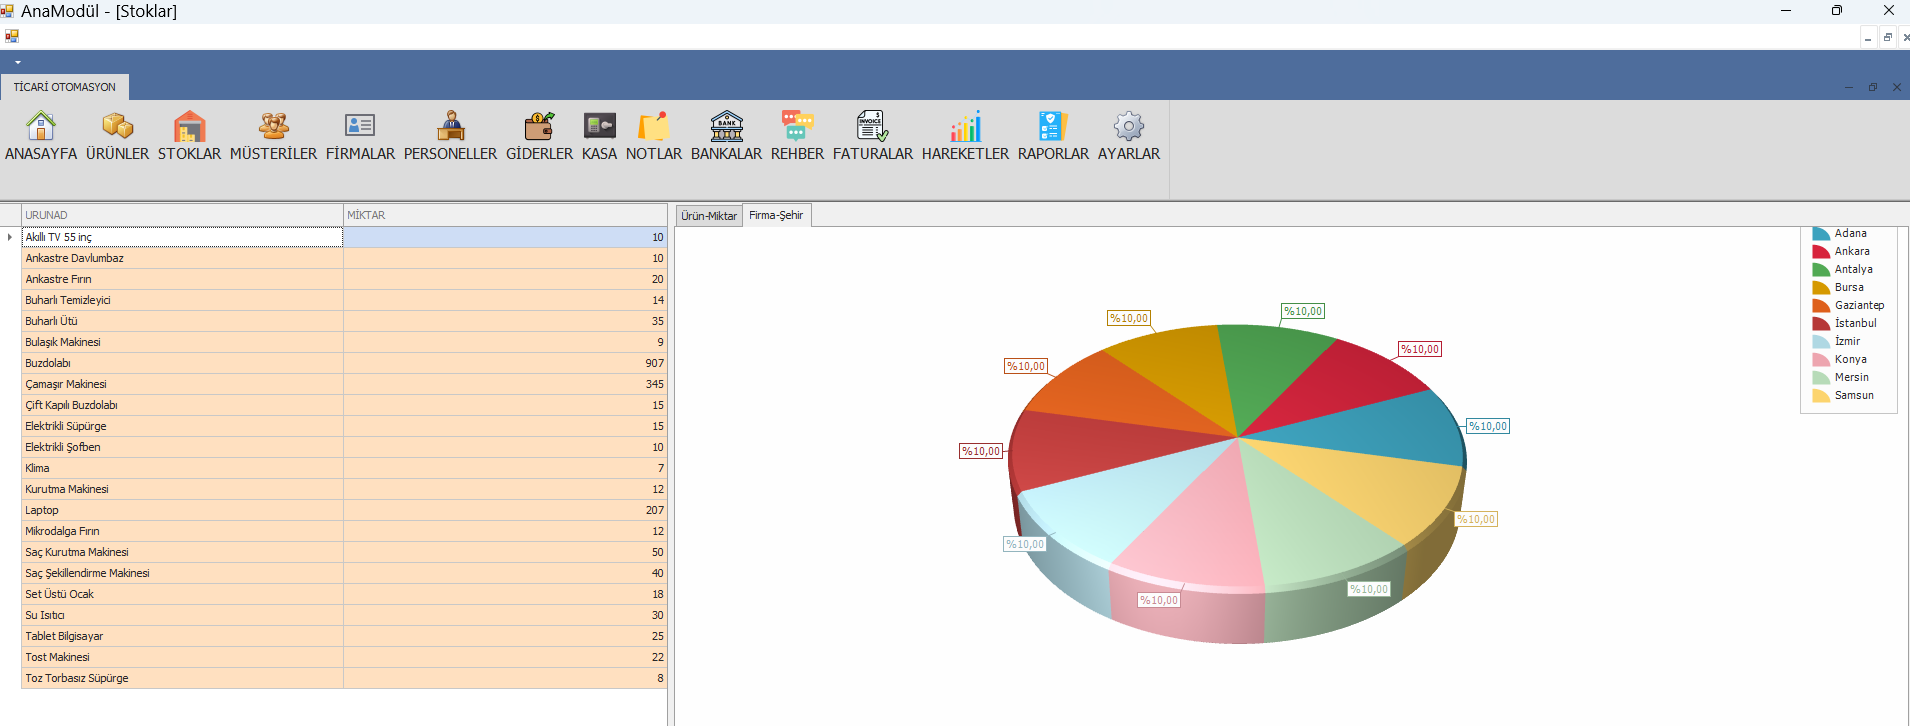 AnaModül - [Stoklar]
TİCARİ OTOMASYON
ANASAYFA ÜRÜNLER STOKLAR MÜSTERİLER FİRMALAR PERSONELLER GİDERLER KASA NOTLAR BANKALAR REHBER FATURALAR HAREKETLER RAPORLAR AYARLAR
BANK
INVOICE
URUNAD MİKTAR
Akıllı TV 55 inç 10
Ankastre Davlumbaz 10
Ankastre Fırın 20
Buharlı Temizleyici 14
Buharlı Ütü 35
Bulaşık Makinesi 9
Buzdolabı 907
Çamaşır Makinesi 345
Çift Kapılı Buzdolabı 15
Elektrikli Süpürge 15
Elektrikli Şofben 10
Klima 7
Kurutma Makinesi 12
Laptop 207
Mikrodalga Fırın 12
Saç Kurutma Makinesi 50
Saç Şekillendirme Makinesi 40
Set Üstü Ocak 18
Su Isıtıcı 30
Tablet Bilgisayar 25
Tost Makinesi 22
Toz Torbasız Süpürge 8
Ürün-Miktar Firma-Şehir
%10,00
%10,00
%10,00
%10,00
%10,00
%10,00
%10,00
%10,00
%10,00
%10,00
Adana
Ankara
Antalya
Bursa
Gaziantep
İstanbul
İzmir
Konya
Mersin
Samsun